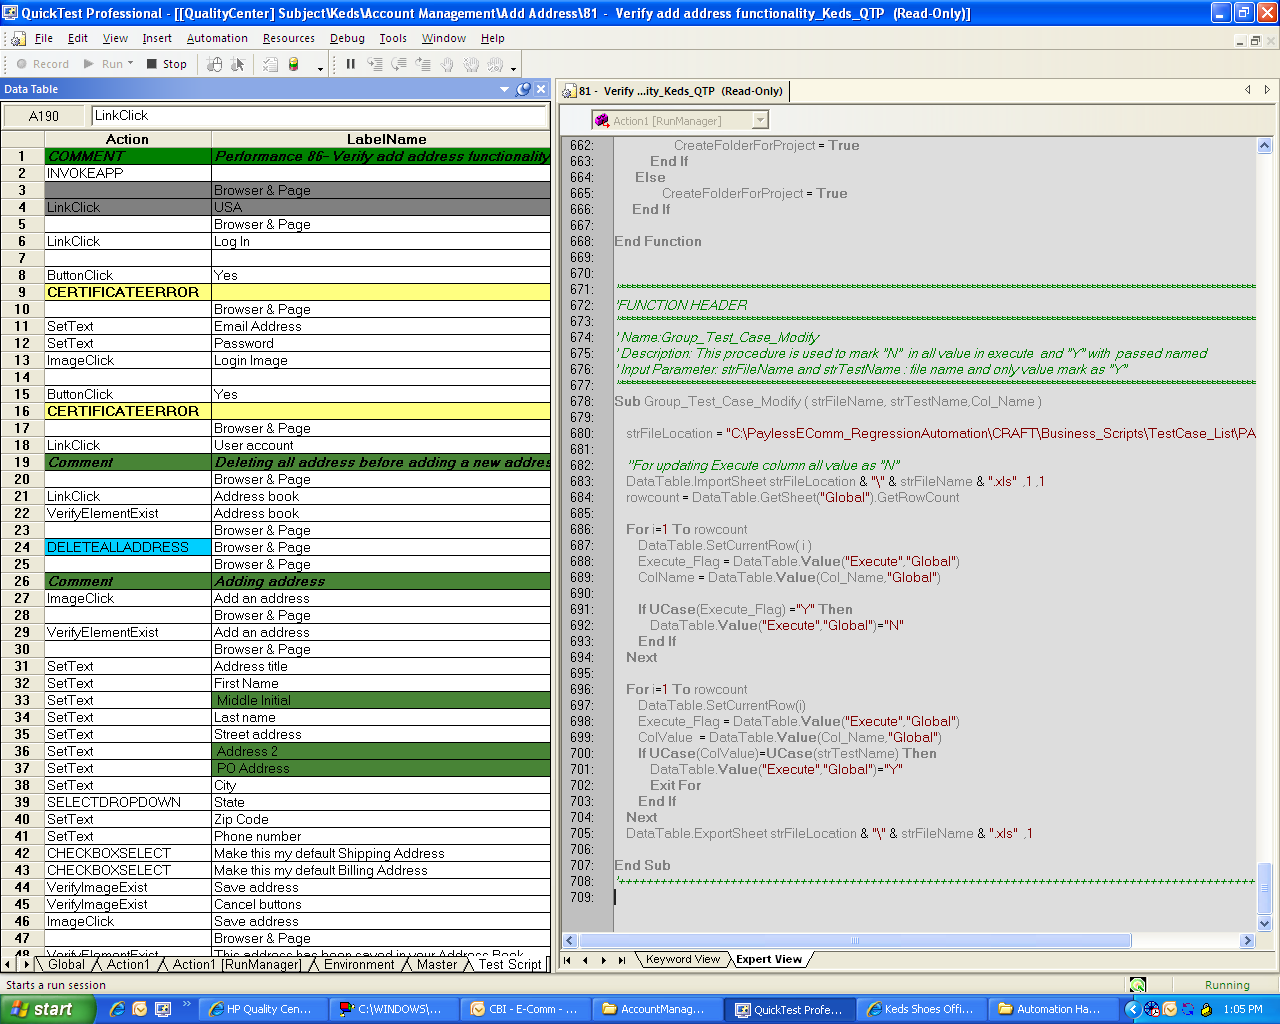 QuickTest Professional - [[QualityCenter] Subject\Keds\Account Management\Add Address\81 - Verify add address functionality_Keds_QTP (Read-Only)]
File Edit View Insert Automation Resources Debug Tools Window Help
Record Run Stop
Data Table
A190 LinkClick
Action LabelName
1 COMMENT Performance 86-Verify add address functionality
2 INVOKEAPP
3 Browser & Page
4 LinkClick USA
5 Browser & Page
6 LinkClick Log In
7
8 ButtonClick Yes
9 CERTIFICATEERROR
10 Browser & Page
11 SetText Email Address
12 SetText Password
13 ImageClick Login Image
14
15 ButtonClick Yes
16 CERTIFICATEERROR
17 Browser & Page
18 LinkClick User account
19 Comment Deleting all address before adding a new addre
20 Browser & Page
21 LinkClick Address book
22 VerifyElementExist Address book
23 Browser & Page
24 DELETEALLADDRESS Browser & Page
25 Browser & Page
26 Comment Adding address
27 ImageClick Add an address
28 Browser & Page
29 VerifyElementExist Add an address
30 Browser & Page
31 SetText Address title
32 SetText First Name
33 SetText Middle Initial
34 SetText Last name
35 SetText Street address
36 SetText Address 2
37 SetText PO Address
38 SetText City
39 SELECTDROPDOWN State
40 SetText Zip Code
41 SetText Phone number
42 CHECKBOXSELECT Make this my default Shipping Address
43 CHECKBOXSELECT Make this my default Billing Address
44 VerifyImageExist Save address
45 VerifyImageExist Cancel buttons
46 ImageClick Save address
47 Browser & Page
48 VerifyElementExist This address has been saved in your Address Book
Global Action1 Action1 [RunManager] Environment Master Test Script
81 - Verify ...ity_Keds_QTP (Read-Only)
Action1 [RunManager]
662: CreateFolderForProject = True
663: End If
664: Else
665: CreateFolderForProject = True
666: End If
667:
668: End Function
669:
670:
671:
672: 'FUNCTION HEADER
673:
674: ' Name:Group_Test_Case_Modify
675: ' Description: This procedure is used to mark "N" in all value in execute and "Y" with passed named
676: ' Input Parameter: strFileName and strTestName : file name and only value mark as "Y"
677:
678: Sub Group_Test_Case_Modify ( strFileName, strTestName,Col_Name )
679:
680: strFileLocation = "C:\PaylessEComm_RegressionAutomation\CRAFT\Business_Scripts\TestCase_List\PA
681:
682: ''For updating Execute column all value as "N"
683: DataTable.ImportSheet strFileLocation & "\" & strFileName & ".xls" ,1 ,1
684: rowcount = DataTable.GetSheet("Global").GetRowCount
685:
686: For i=1 To rowcount
687: DataTable.SetCurrentRow( i )
688: Execute_Flag = DataTable.Value("Execute","Global")
689: ColName = DataTable.Value(Col_Name,"Global")
690:
691: If UCase(Execute_Flag) ="Y" Then
692: DataTable.Value("Execute","Global")="N"
693: End If
694: Next
695:
696: For i=1 To rowcount
697: DataTable.SetCurrentRow(i)
698: Execute_Flag = DataTable.Value("Execute","Global")
699: ColValue = DataTable.Value(Col_Name,"Global")
700: If UCase(ColValue)=UCase(strTestName) Then
701: DataTable.Value("Execute","Global")="Y"
702: Exit For
703: End If
704: Next
705: DataTable.ExportSheet strFileLocation & "\" & strFileName & ".xls" ,1
706:
707: End Sub
708:
709:
Keyword View Expert View
Starts a run session Running
start HP Quality Cen... C:\WINDOWS\... CBI - E-Comm - ... AccountManag... QuickTest Profe... Keds Shoes Offi... Automation Ha... 1:05 PM